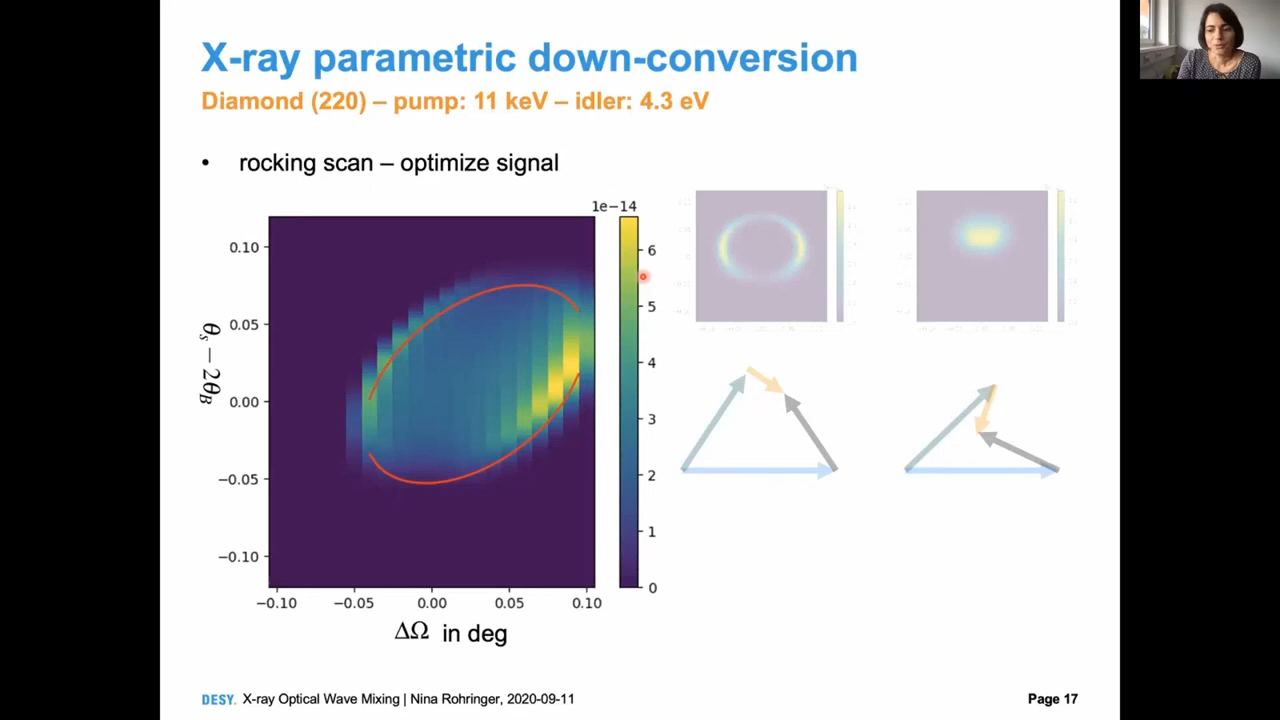 X-ray parametric down-conversion
Diamond (220) – pump: 11 keV – idler: 4.3 eV
• rocking scan – optimize signal
1e−14
0.10
0.05
0.00
−0.05
−0.10
θs − 2θB
6
5
4
3
2
1
0
−0.10 −0.05 0.00 0.05 0.10
ΔΩ in deg
DESY. X-ray Optical Wave Mixing | Nina Rohringer, 2020-09-11
Page 17